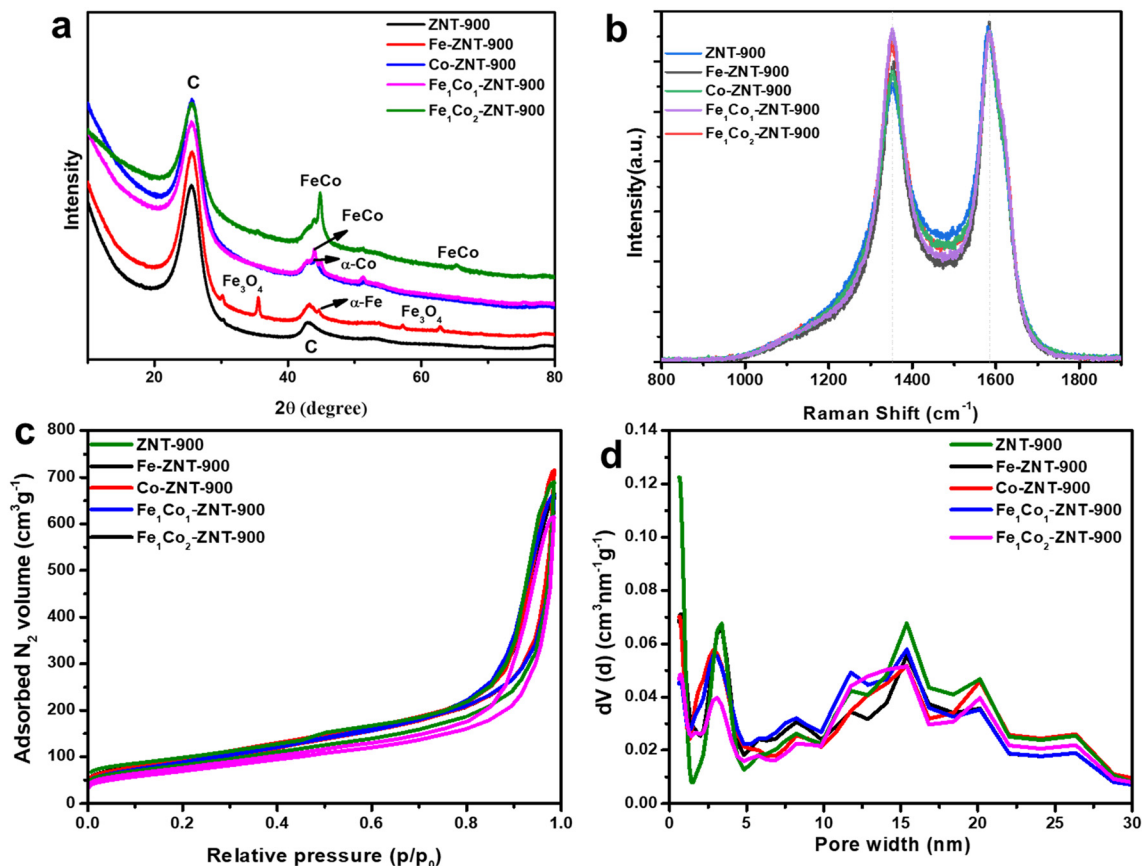 a
ZNT-900
Fe-ZNT-900
Co-ZNT-900
Fe₁Co₁-ZNT-900
Fe₁Co₂-ZNT-900
C
FeCo
FeCo
FeCo
α-Co
Fe₃O₄
α-Fe
Fe₃O₄
C
Intensity
20 40 60 80
2θ (degree)
b
ZNT-900
Fe-ZNT-900
Co-ZNT-900
Fe₁Co₁-ZNT-900
Fe₁Co₂-ZNT-900
Intensity(a.u.)
800 1000 1200 1400 1600 1800
Raman Shift (cm⁻¹)
c
ZNT-900
Fe-ZNT-900
Co-ZNT-900
Fe₁Co₁-ZNT-900
Fe₁Co₂-ZNT-900
Adsorbed N₂ volume (cm³g⁻¹)
800
700
600
500
400
300
200
100
0
0.0 0.2 0.4 0.6 0.8 1.0
Relative pressure (p/p₀)
d
ZNT-900
Fe-ZNT-900
Co-ZNT-900
Fe₁Co₁-ZNT-900
Fe₁Co₂-ZNT-900
dV (d) (cm³nm⁻¹g⁻¹)
0.14
0.12
0.10
0.08
0.06
0.04
0.02
0.00
0 5 10 15 20 25 30
Pore width (nm)